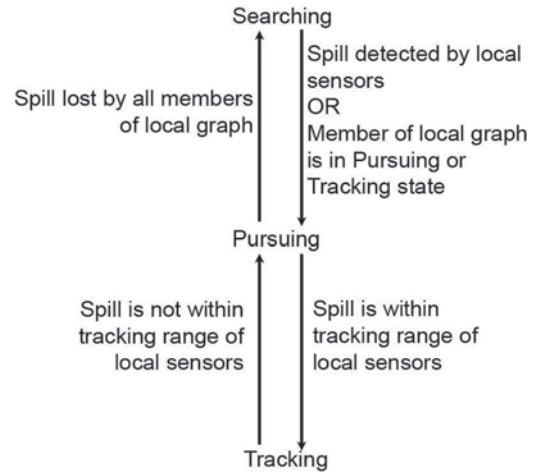 Searching
Spill lost by all members
of local graph
Spill detected by local
sensors
OR
Member of local graph
is in Pursuing or
Tracking state
Pursuing
Spill is not within
tracking range of
local sensors
Spill is within
tracking range of
local sensors
Tracking